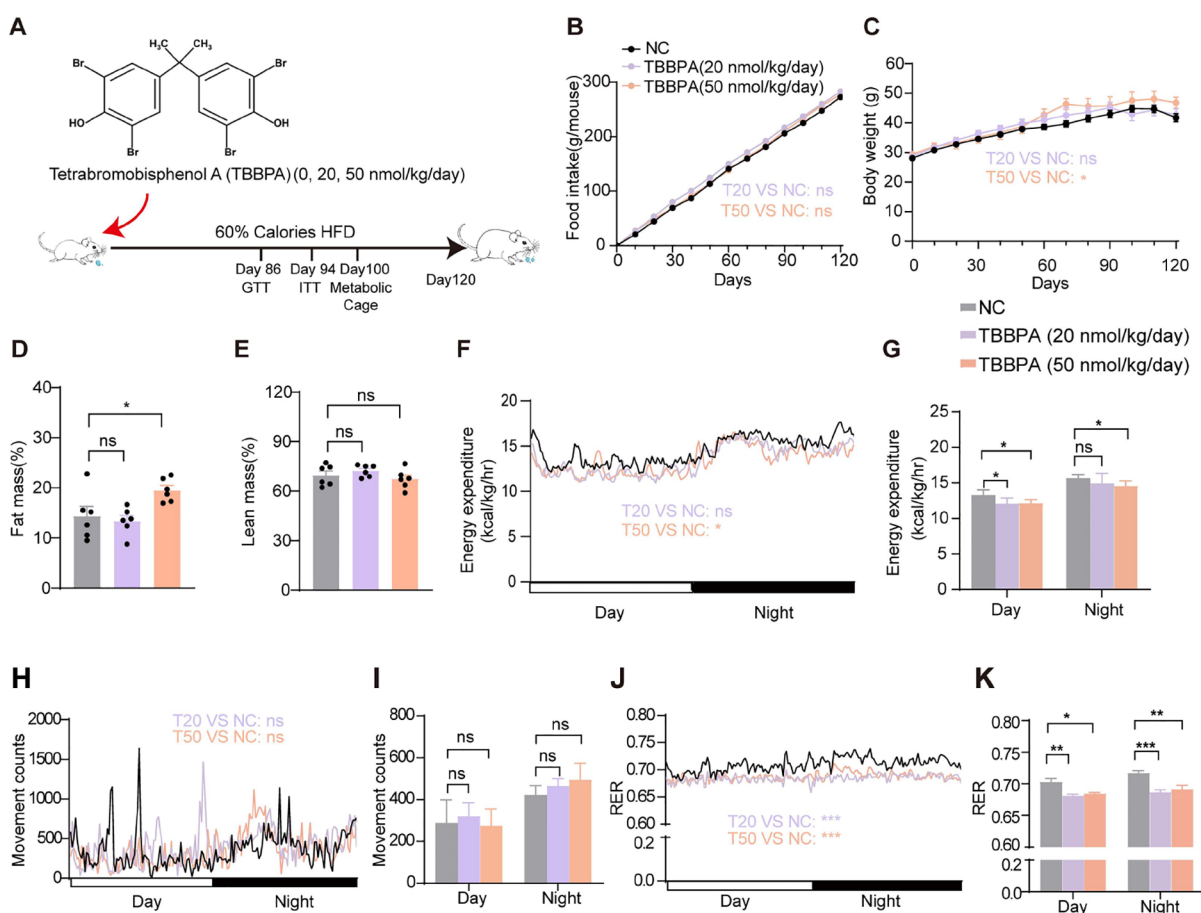 A
H₃C
CH₃
Br
Br
HO
OH
Br
Br
Tetrabromobisphenol A (TBBPA)(0, 20, 50 nmol/kg/day)
60% Calories HFD
Day 86
GTT
Day 94
ITT
Day100
Metabolic
Cage
Day120
B
NC
TBBPA(20 nmol/kg/day)
TBBPA(50 nmol/kg/day)
Food intake(g/mouse)
300
200
100
0
T20 VS NC: ns
T50 VS NC: ns
0 30 60 90 120
Days
C
Body weight (g)
60
50
40
30
20
10
0
T20 VS NC: ns
T50 VS NC: *
0 30 60 90 120
Days
NC
TBBPA (20 nmol/kg/day)
TBBPA (50 nmol/kg/day)
D
Fat mass(%)
40
30
20
10
0
*
ns
E
Lean mass(%)
120
90
60
30
0
ns
ns
F
Energy expenditure
(kcal/kg/hr)
20
15
10
5
0
T20 VS NC: ns
T50 VS NC: *
Day Night
G
Energy expenditure
(kcal/kg/hr)
25
20
15
10
5
0
*
*
*
ns
Day Night
H
Movement counts
2000
1500
1000
500
0
T20 VS NC: ns
T50 VS NC: ns
Day Night
I
Movement counts
800
600
400
200
0
ns
ns
ns
ns
Day Night
J
RER
0.80
0.75
0.70
0.65
0.60
0.2
0.0
T20 VS NC: ***
T50 VS NC: ***
Day Night
K
RER
0.80
0.75
0.70
0.65
0.60
0.2
0.0
*
**
**
***
Day Night